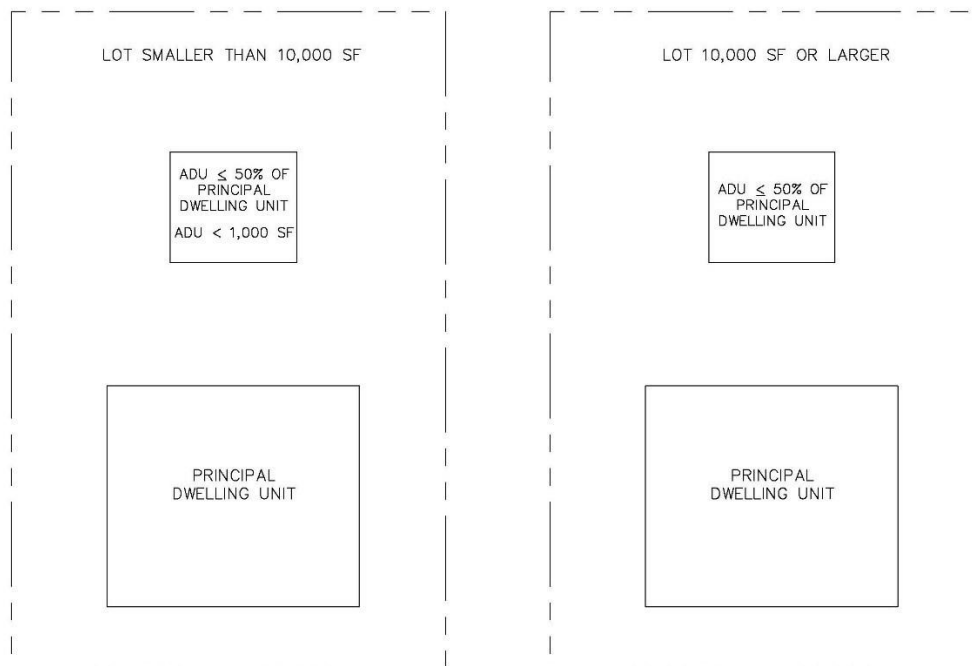 LOT SMALLER THAN 10,000 SF
ADU ≤ 50% OF
PRINCIPAL
DWELLING UNIT
ADU < 1,000 SF
PRINCIPAL
DWELLING UNIT
LOT 10,000 SF OR LARGER
ADU ≤ 50% OF
PRINCIPAL
DWELLING UNIT
PRINCIPAL
DWELLING UNIT